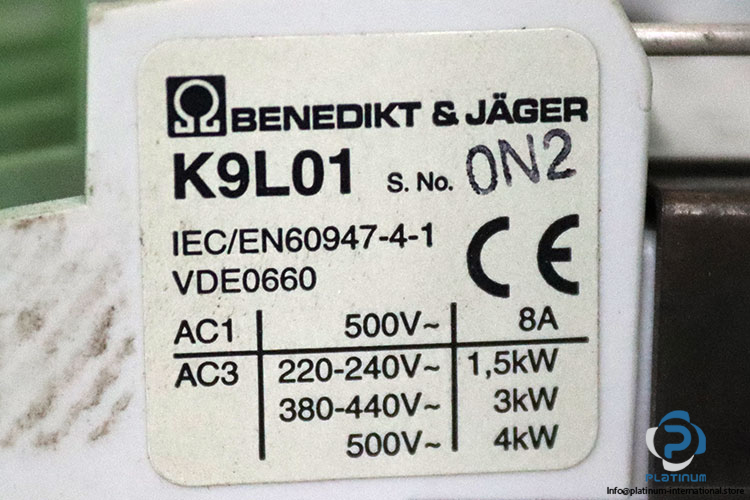 BENEDIKT & JÄGER
K9L01 S. No. 0N2
IEC/EN60947-4-1
VDE0660
CE
AC1 500V~ 8A
AC3 220-240V~ 1,5kW
380-440V~ 3kW
500V~ 4kW
PLATINUM
Info@platinum-international.store